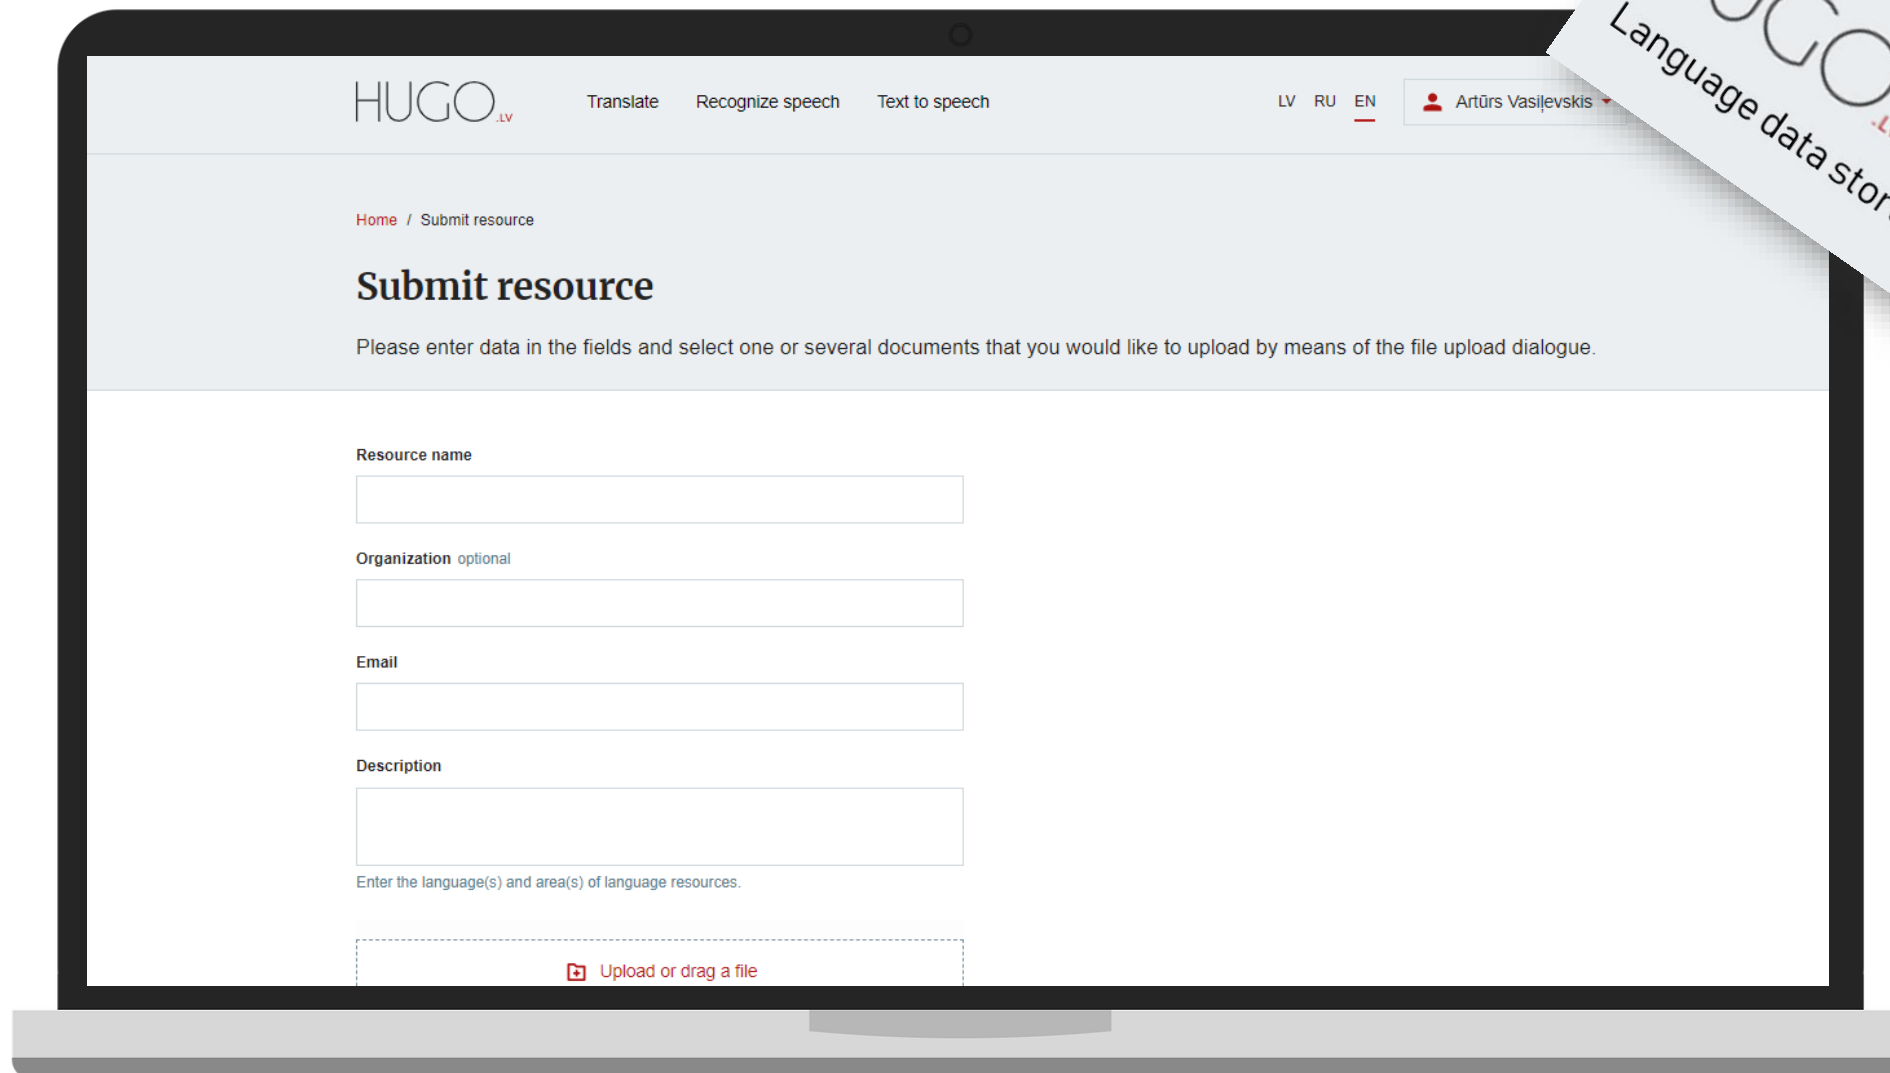 HUGO.LV
Translate Recognize speech Text to speech
LV RU EN
Artūrs Vasiļevskis
Language data
Home / Submit resource
Submit resource
Please enter data in the fields and select one or several documents that you would like to upload by means of the file upload dialogue.
Resource name
Organization optional
Email
Description
Enter the language(s) and area(s) of language resources.
Upload or drag a file